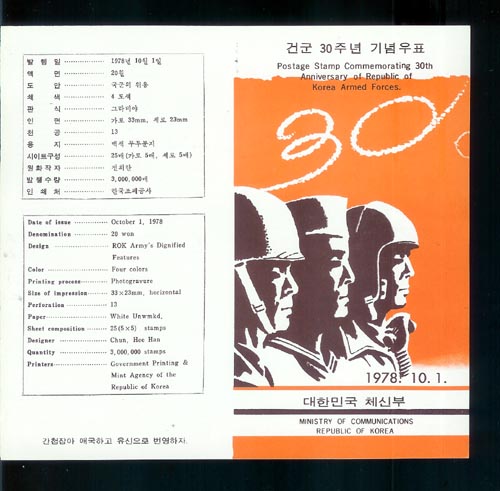 발 행 일 ················ 1978년 10월 1일
액 면 ················ 20원
도 안 ················ 국군의 위용
색 색 ················ 4 도색
판 식 ················ 그라비아
인 면 ················ 가로 33mm, 세로 23mm
천 공 ················ 13
용 지 ················ 백색 무투문지
시이트구성 ················ 25매 (가로 5매, 세로 5매)
원화작자 ················ 전희한
발행수량 ················ 3,000,000매
인 쇄 처 ················ 한국조폐공사
Date of issue ················ October 1, 1978
Denomination ················ 20 won
Design ················ ROK Army's Dignified
Features
Color ················ Four colors
Printing process ················ Photogravure
Size of impression ················ 33×23mm, horizontal
Perforation ················ 13
Paper ················ White Unwmkd,
Sheet composition ················ 25(5×5) stamps
Designer ················ Chun, Hee Han
Quantity ················ 3,000,000 stamps
Printers ················ Government Printing &
Mint Agency of the
Republic of Korea
간첩잡아 애국하고 유신으로 번영하자.
건군 30주년 기념우표
Postage Stamp Commemorating 30th
Anniversary of Republic of
Korea Armed Forces.
30
1978. 10. 1.
대한민국 체신부
MINISTRY OF COMMUNICATIONS
REPUBLIC OF KOREA